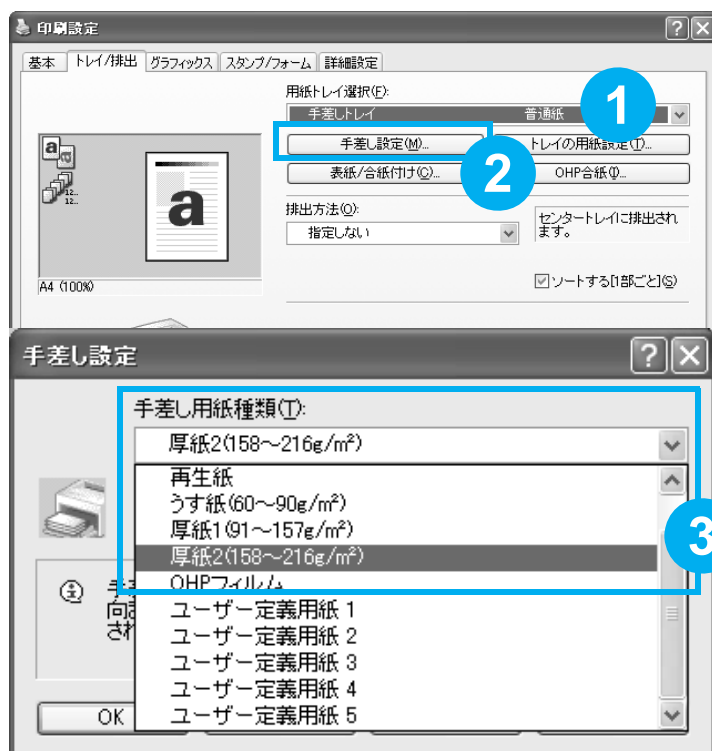 印刷設定
基本 トレイ/排出 グラフィックス スタンプ/フォーム 詳細設定
用紙トレイ選択(F):
手差しトレイ 普通紙
1
手差し設定(M)... トレイの用紙設定(T)...
2
表紙/合紙付け(C)... OHP合紙(I)...
排出方法(O):
指定しない
センタートレイに排出され
ます。
ソートする[1部ごと](S)
a
a
12..
12..
a
A4 (100%)
手差し設定
手差し用紙種類(T):
厚紙2(158～216g/m²)
再生紙
うす紙(60～90g/m²)
厚紙1(91～157g/m²)
厚紙2(158～216g/m²)
3
OHPフィルム
ユーザー定義用紙 1
ユーザー定義用紙 2
ユーザー定義用紙 3
ユーザー定義用紙 4
ユーザー定義用紙 5
手差
向
され
OK